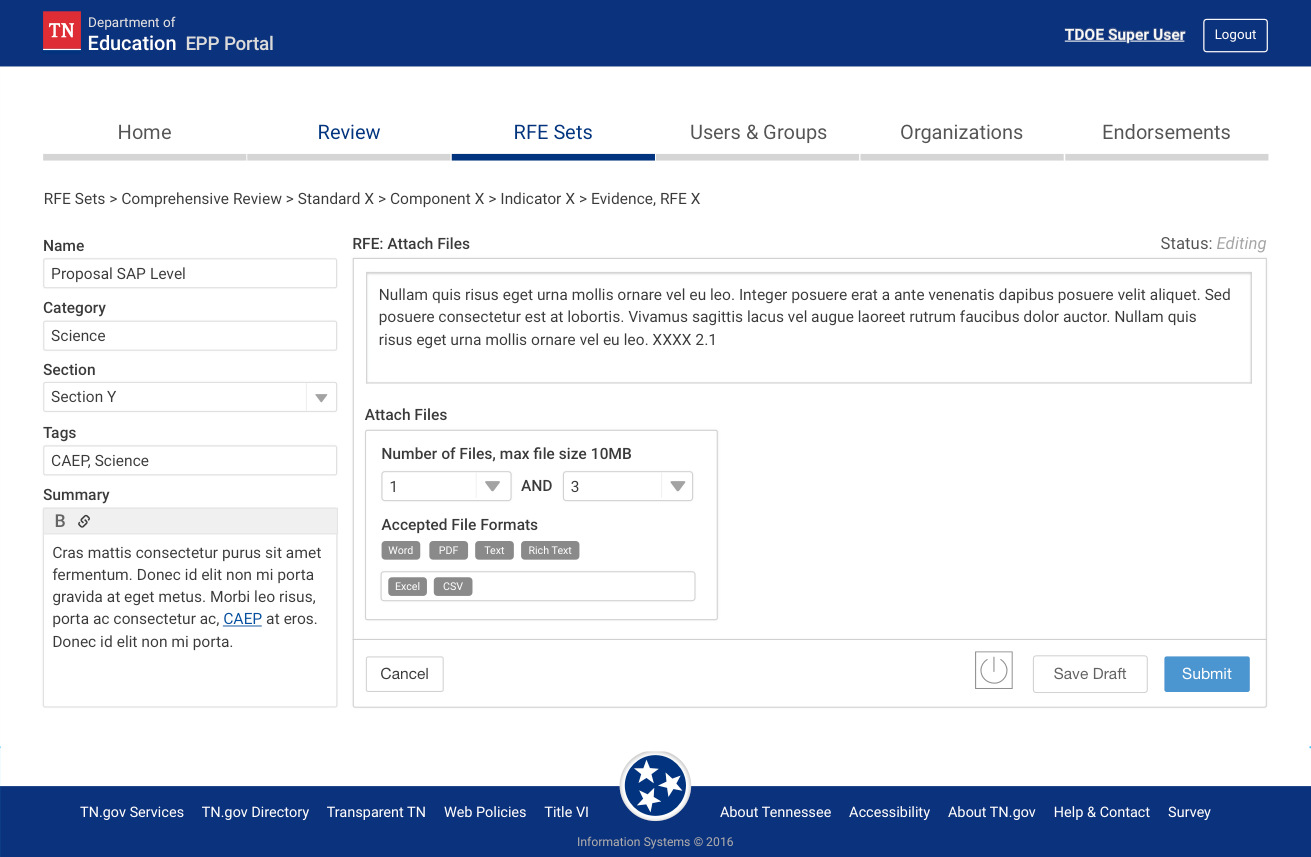 TN
Department of
Education EPP Portal
TDOE Super User
Logout
Home
Review
RFE Sets
Users & Groups
Organizations
Endorsements
RFE Sets > Comprehensive Review > Standard X > Component X > Indicator X > Evidence, RFE X
Name
Proposal SAP Level
Category
Science
Section
Section Y
Tags
CAEP, Science
Summary
B
Cras mattis consectetur purus sit amet
fermentum. Donec id elit non mi porta
gravida at eget metus. Morbi leo risus,
porta ac consectetur ac, CAEP at eros.
Donec id elit non mi porta.
RFE: Attach Files
Status: Editing
Nullam quis risus eget urna mollis ornare vel eu leo. Integer posuere erat a ante venenatis dapibus posuere velit aliquet. Sed
posuere consectetur est at lobortis. Vivamus sagittis lacus vel augue laoreet rutrum faucibus dolor auctor. Nullam quis
risus eget urna mollis ornare vel eu leo. XXXX 2.1
Attach Files
Number of Files, max file size 10MB
1 AND 3
Accepted File Formats
Word PDF Text Rich Text
Excel CSV
Cancel
Save Draft
Submit
TN.gov Services TN.gov Directory Transparent TN Web Policies Title VI About Tennessee Accessibility About TN.gov Help & Contact Survey
Information Systems © 2016